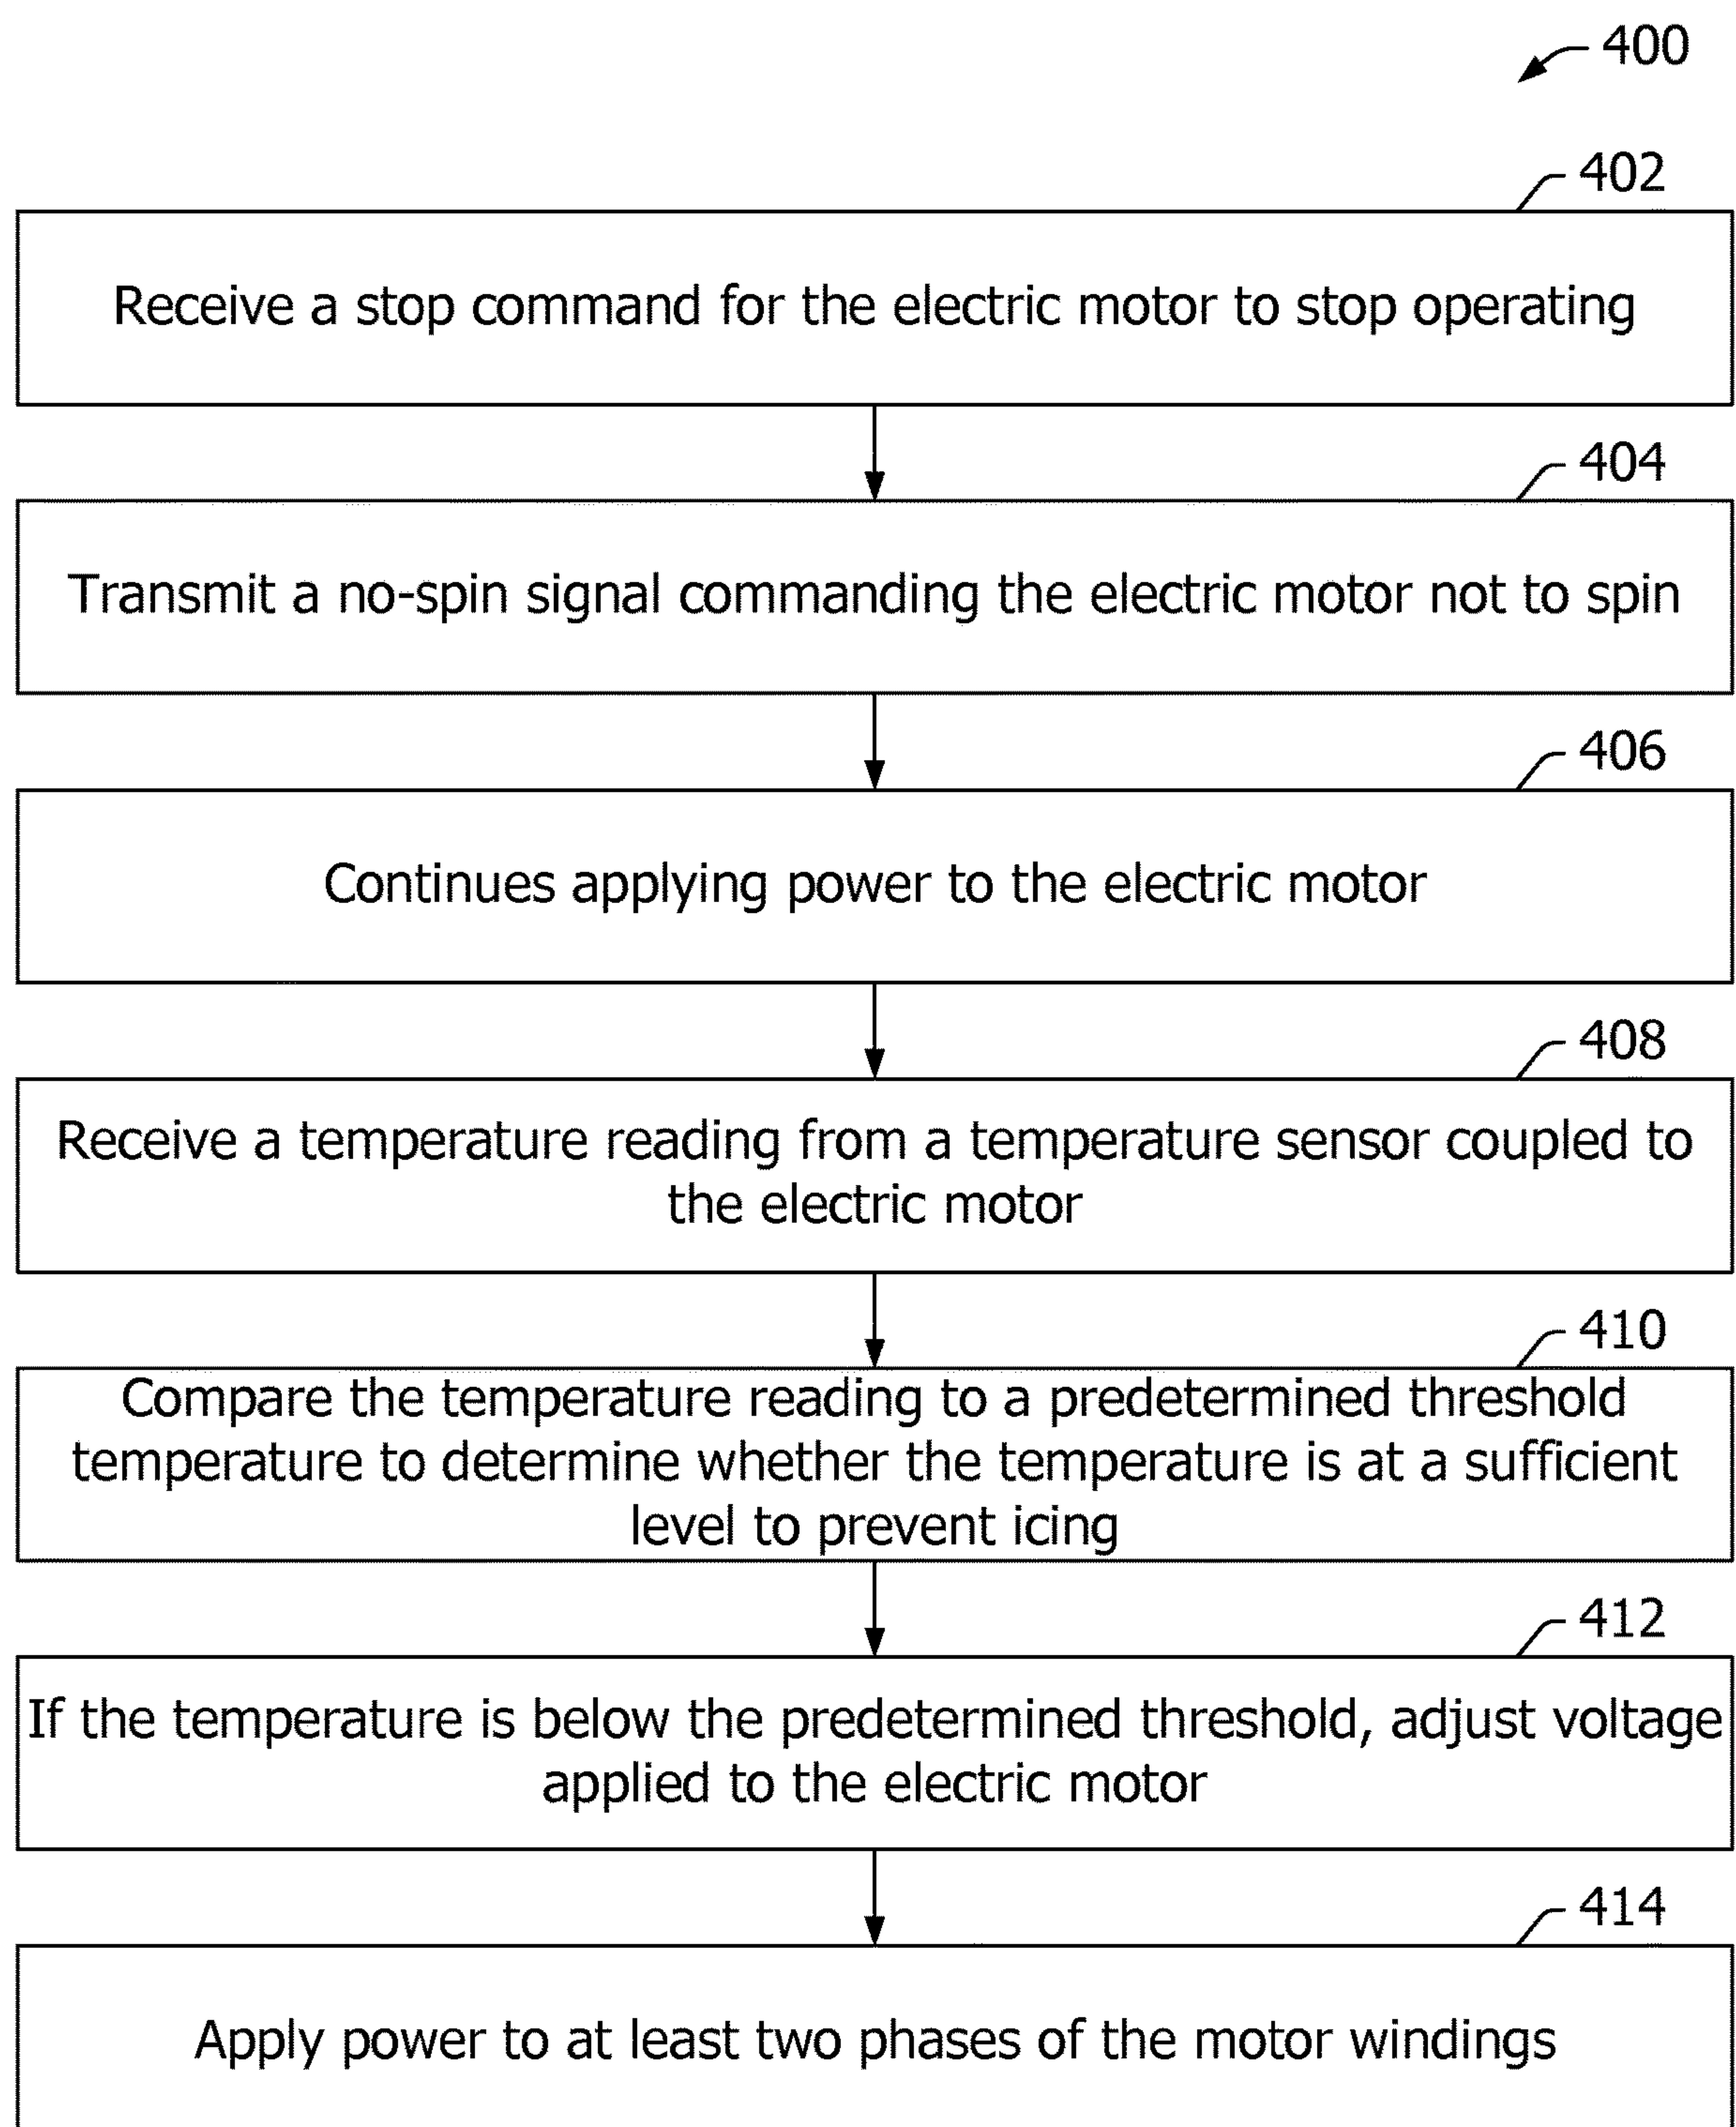 400
402
Receive a stop command for the electric motor to stop operating
404
Transmit a no-spin signal commanding the electric motor not to spin
406
Continues applying power to the electric motor
408
Receive a temperature reading from a temperature sensor coupled to
the electric motor
410
Compare the temperature reading to a predetermined threshold
temperature to determine whether the temperature is at a sufficient
level to prevent icing
412
If the temperature is below the predetermined threshold, adjust voltage
applied to the electric motor
414
Apply power to at least two phases of the motor windings